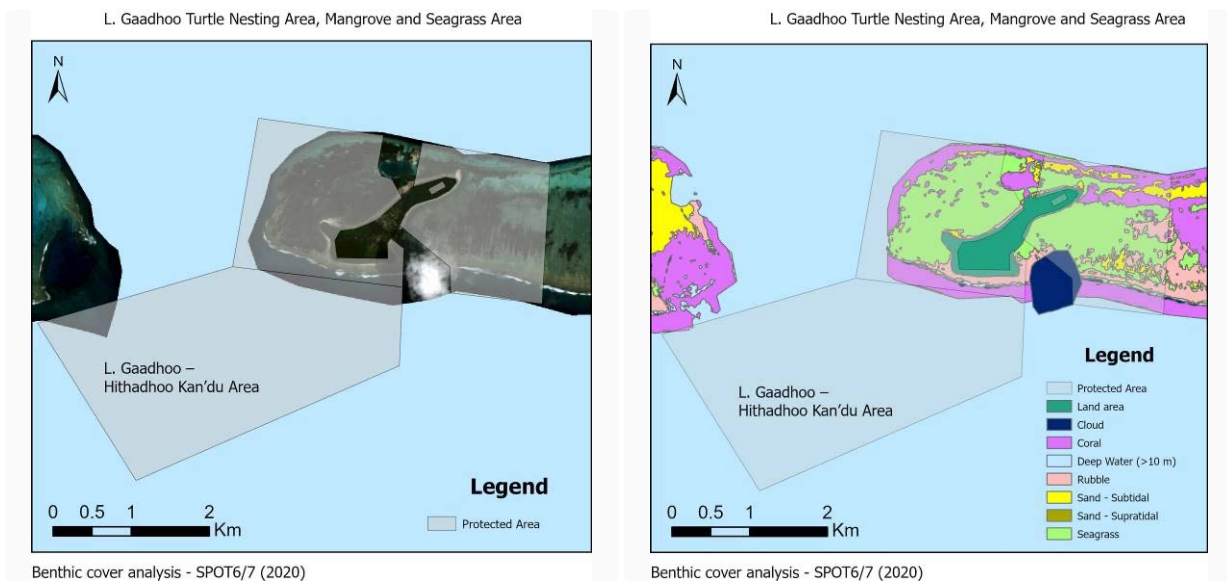 L. Gaadhoo Turtle Nesting Area, Mangrove and Seagrass Area
N
L. Gaadhoo –
Hithadhoo Kan'du Area
Legend
Protected Area
0 0.5 1 2
Km
Benthic cover analysis - SPOT6/7 (2020)
L. Gaadhoo Turtle Nesting Area, Mangrove and Seagrass Area
N
L. Gaadhoo –
Hithadhoo Kan'du Area
Legend
Protected Area
Land area
Cloud
Coral
Deep Water (>10 m)
Rubble
Sand - Subtidal
Sand - Supratidal
Seagrass
0 0.5 1 2
Km
Benthic cover analysis - SPOT6/7 (2020)